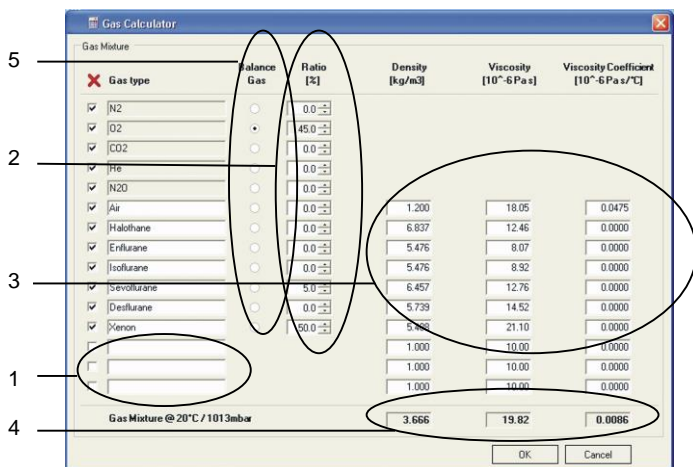 Gas Calculator
Gas Mixture
Gas type Balance Gas Ratio [%] Density [kg/m3] Viscosity [10^-6 Pa s] Viscosity Coefficient [10^-6 Pa s/°C]
N2 0.0
O2 45.0
CO2 0.0
He 0.0
N2O 0.0
Air 0.0 1.200 18.05 0.0475
Halothane 0.0 6.837 12.46 0.0000
Enflurane 0.0 5.476 8.07 0.0000
Isoflurane 0.0 5.476 8.92 0.0000
Sevoflurane 5.0 6.457 12.76 0.0000
Desflurane 0.0 5.739 14.52 0.0000
Xenon 50.0 21.10 0.0000
1.000 10.00 0.0000
1.000 10.00 0.0000
1.000 10.00 0.0000
Gas Mixture @ 20°C / 1013mbar 3.666 19.82 0.0086
OK Cancel
5
2
3
1
4